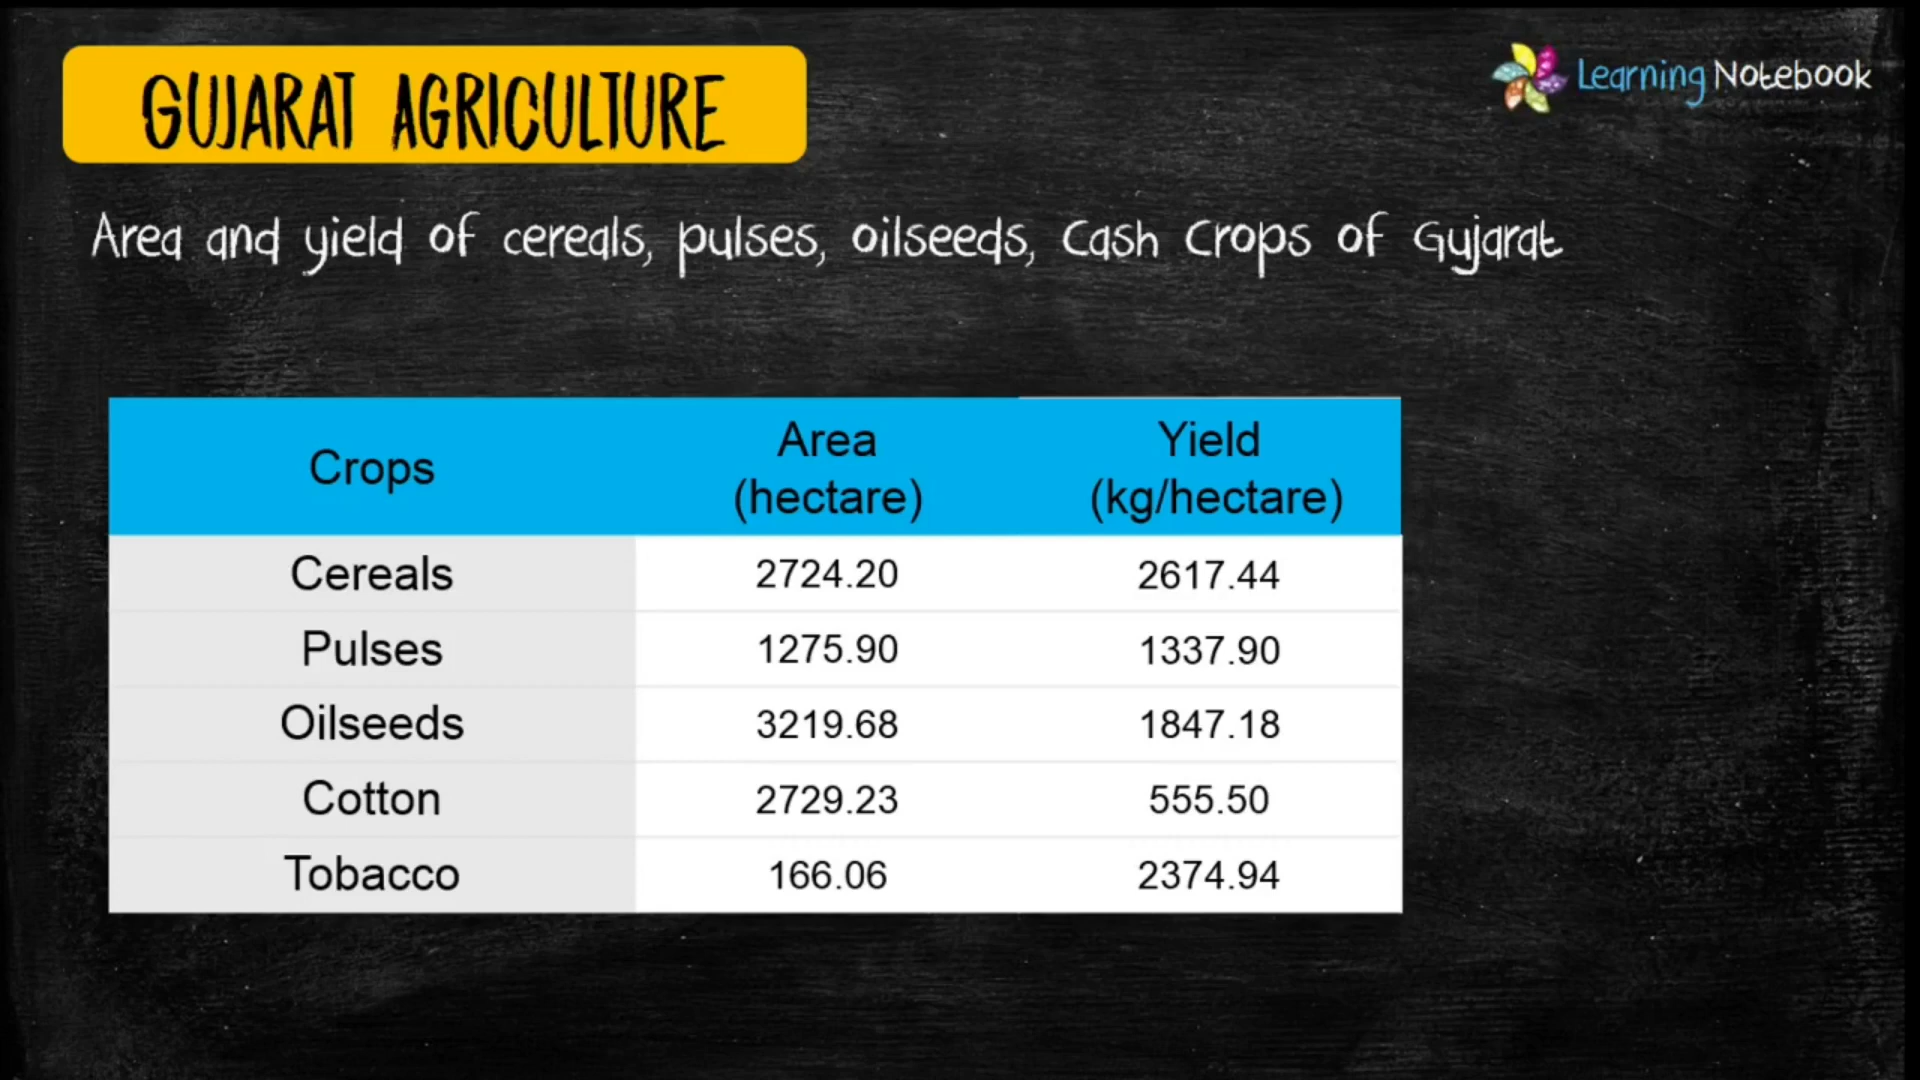 GUJARAT AGRICULTURE
Learning Notebook
Area and yield of cereals, pulses, oilseeds, Cash Crops of Gujarat
Crops Area (hectare) Yield (kg/hectare)
Cereals 2724.20 2617.44
Pulses 1275.90 1337.90
Oilseeds 3219.68 1847.18
Cotton 2729.23 555.50
Tobacco 166.06 2374.94